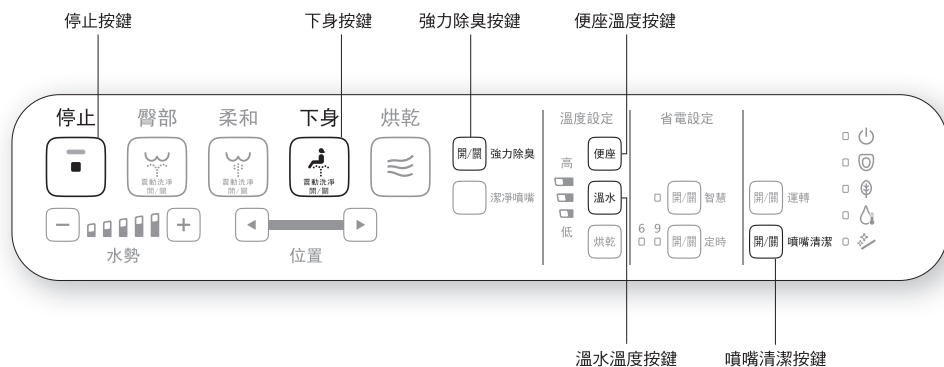 停止按鍵
下身按鍵
強力除臭按鍵
便座溫度按鍵
停止
臀部
柔和
下身
烘乾
震動洗淨
開/關
震動洗淨
開/關
震動洗淨
開/關
開/關
強力除臭
潔淨噴嘴
水勢
位置
溫度設定
高
低
便座
溫水
烘乾
省電設定
開/關
智慧
6 9
開/關
定時
開/關
運轉
開/關
噴嘴清潔
溫水溫度按鍵
噴嘴清潔按鍵